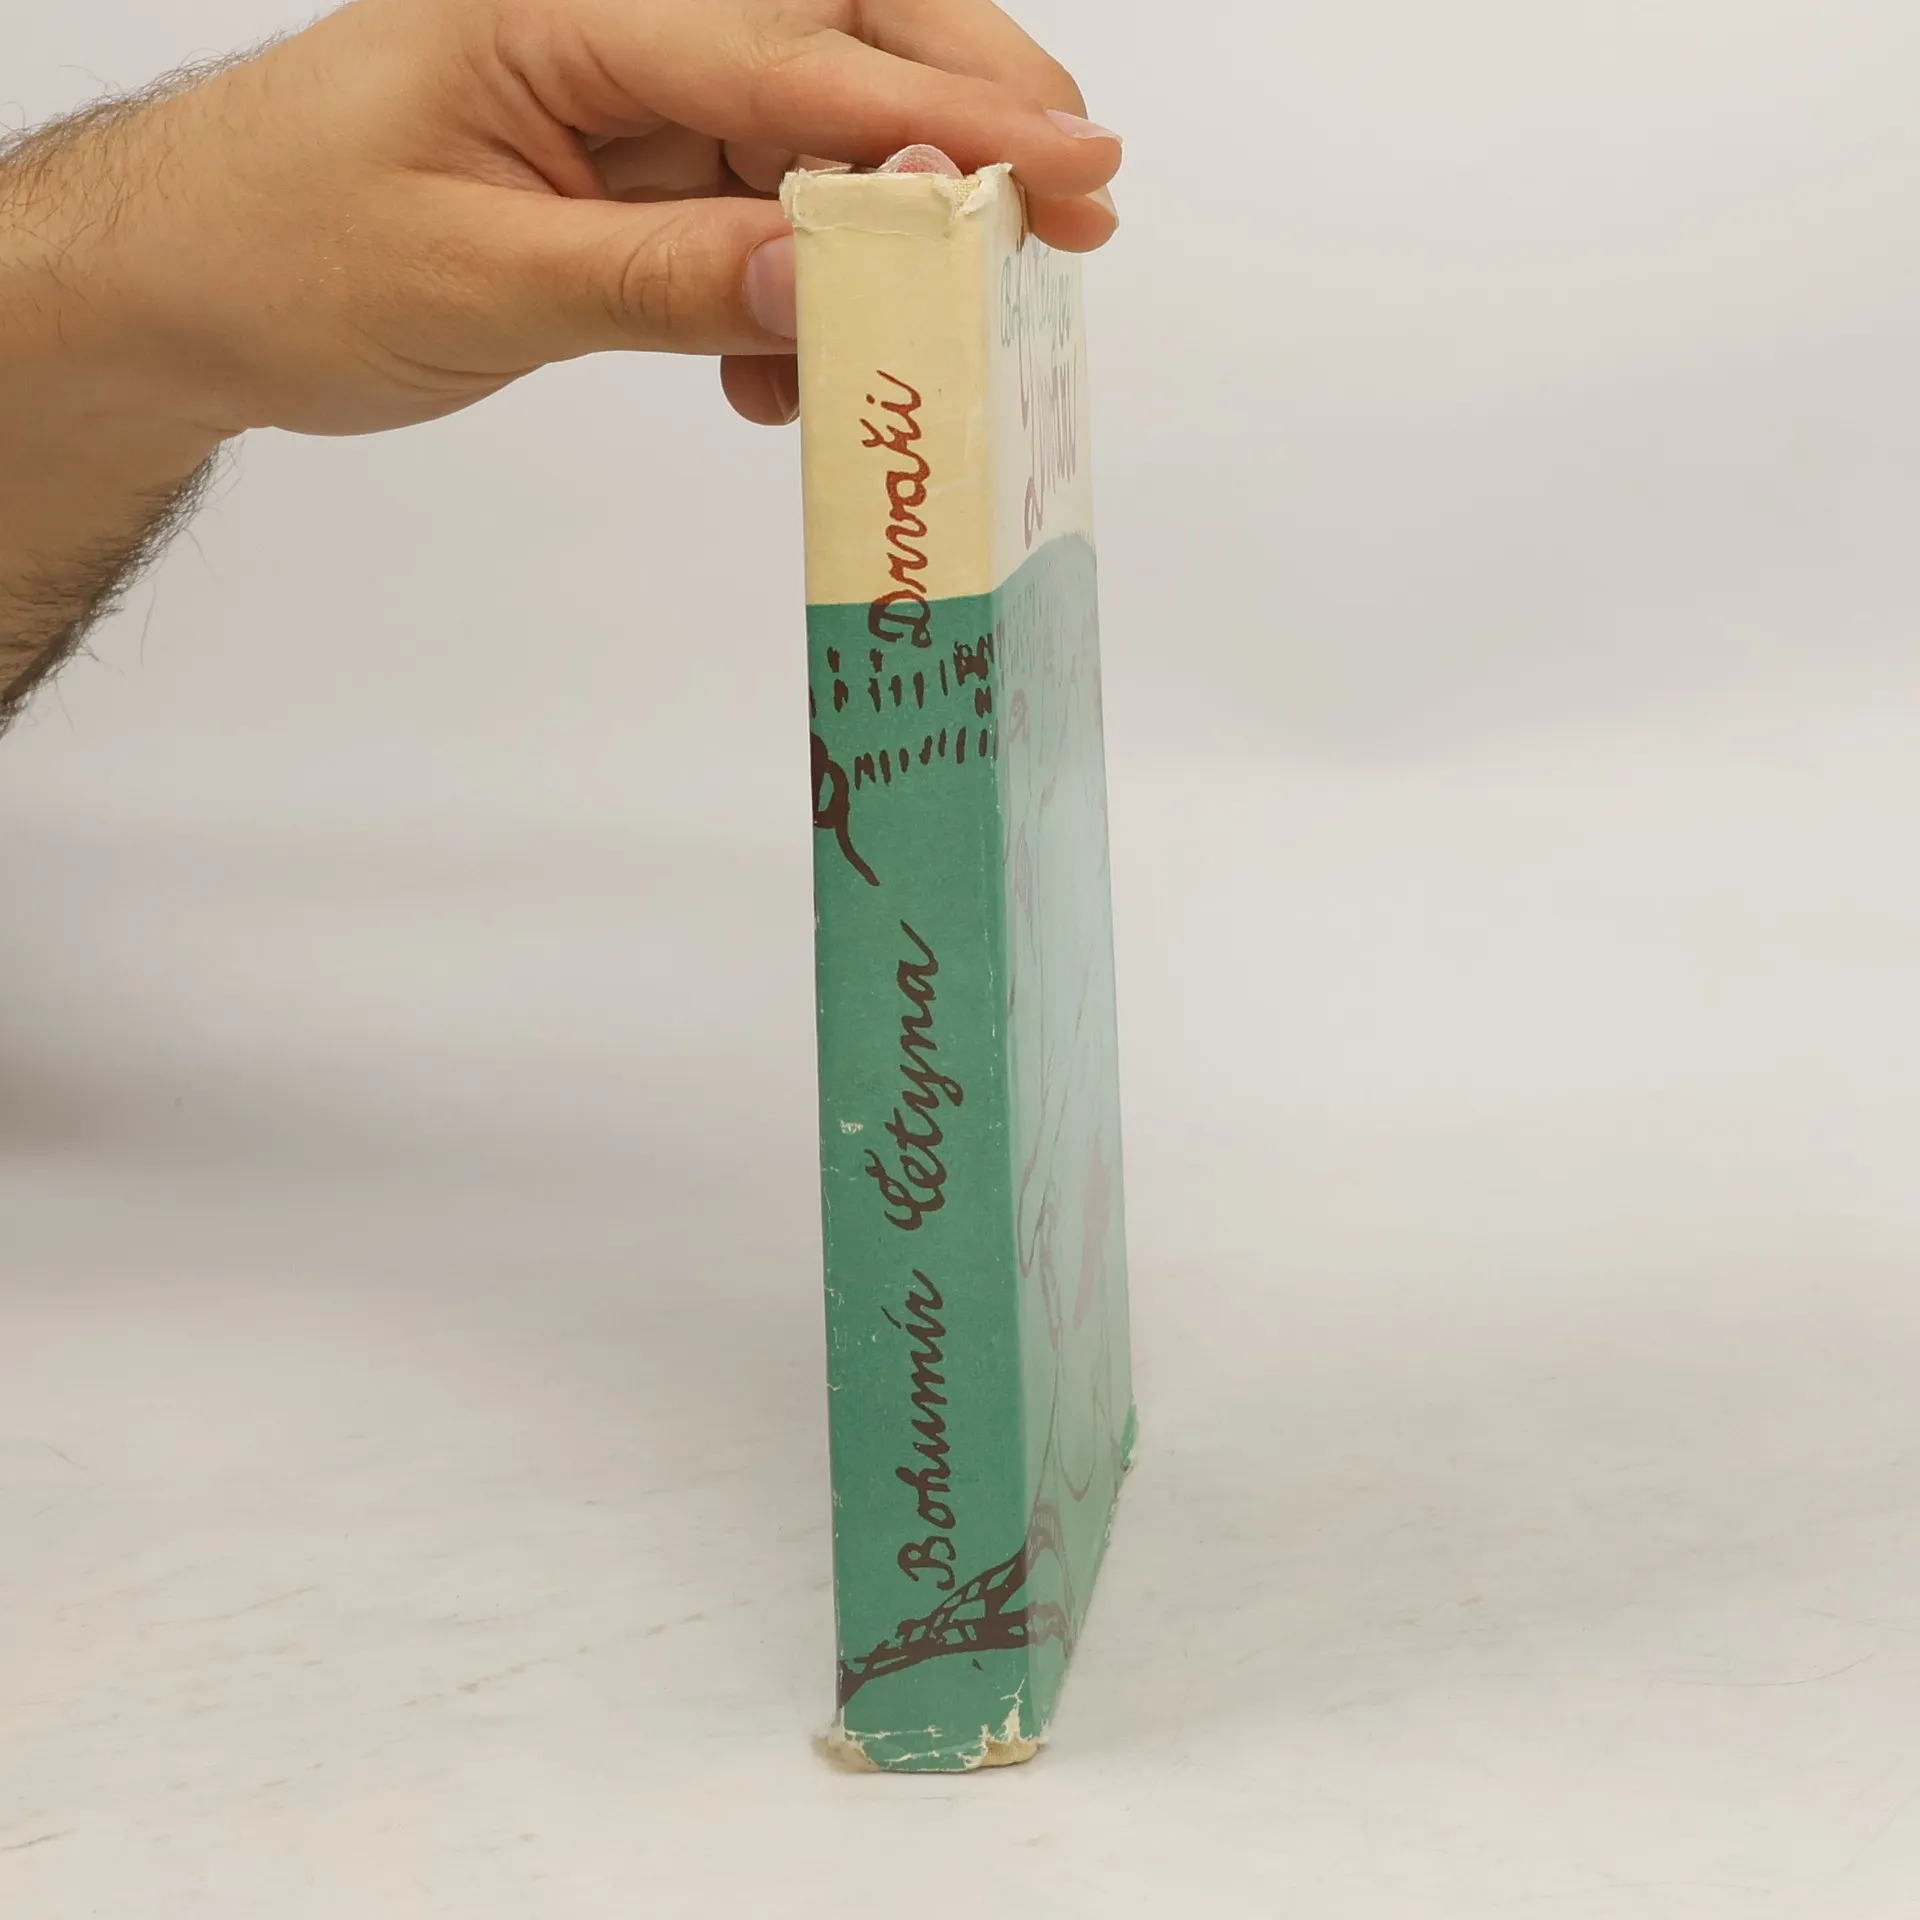 Bohumír Četyna
Drvaři